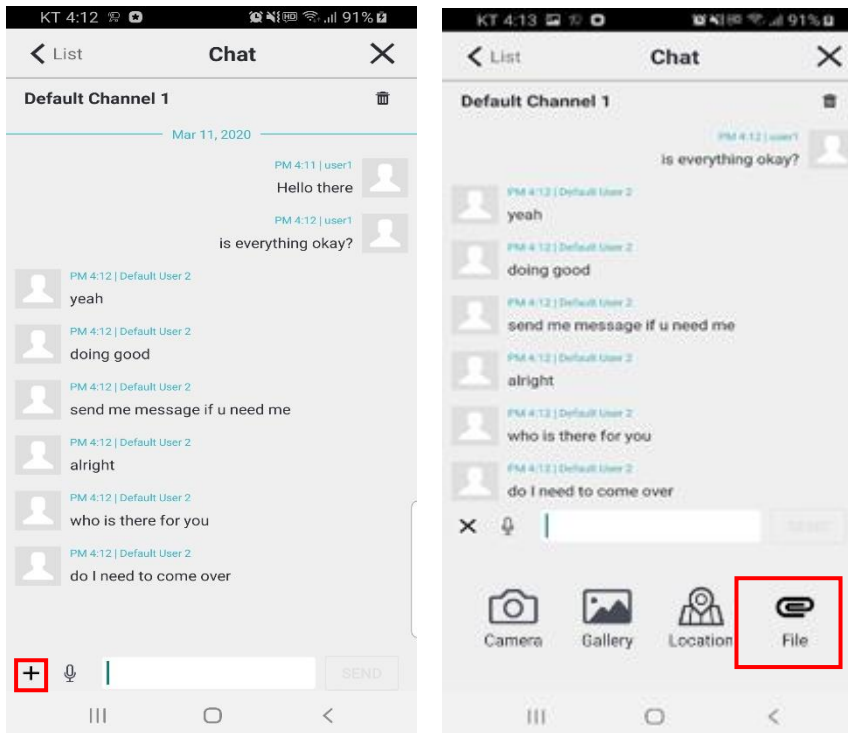 KT 4:12
91%
List
Chat
Default Channel 1
Mar 11, 2020
PM 4:11 | user1
Hello there
PM 4:12 | user1
is everything okay?
PM 4:12 | Default User 2
yeah
PM 4:12 | Default User 2
doing good
PM 4:12 | Default User 2
send me message if u need me
PM 4:12 | Default User 2
alright
PM 4:12 | Default User 2
who is there for you
PM 4:12 | Default User 2
do I need to come over
SEND
KT 4:13
91%
List
Chat
Default Channel 1
PM 4:12 | user1
is everything okay?
PM 4:12 | Default User 2
yeah
PM 4:12 | Default User 2
doing good
PM 4:12 | Default User 2
send me message if u need me
PM 4:12 | Default User 2
alright
PM 4:12 | Default User 2
who is there for you
PM 4:12 | Default User 2
do I need to come over
SEND
Camera
Gallery
Location
File